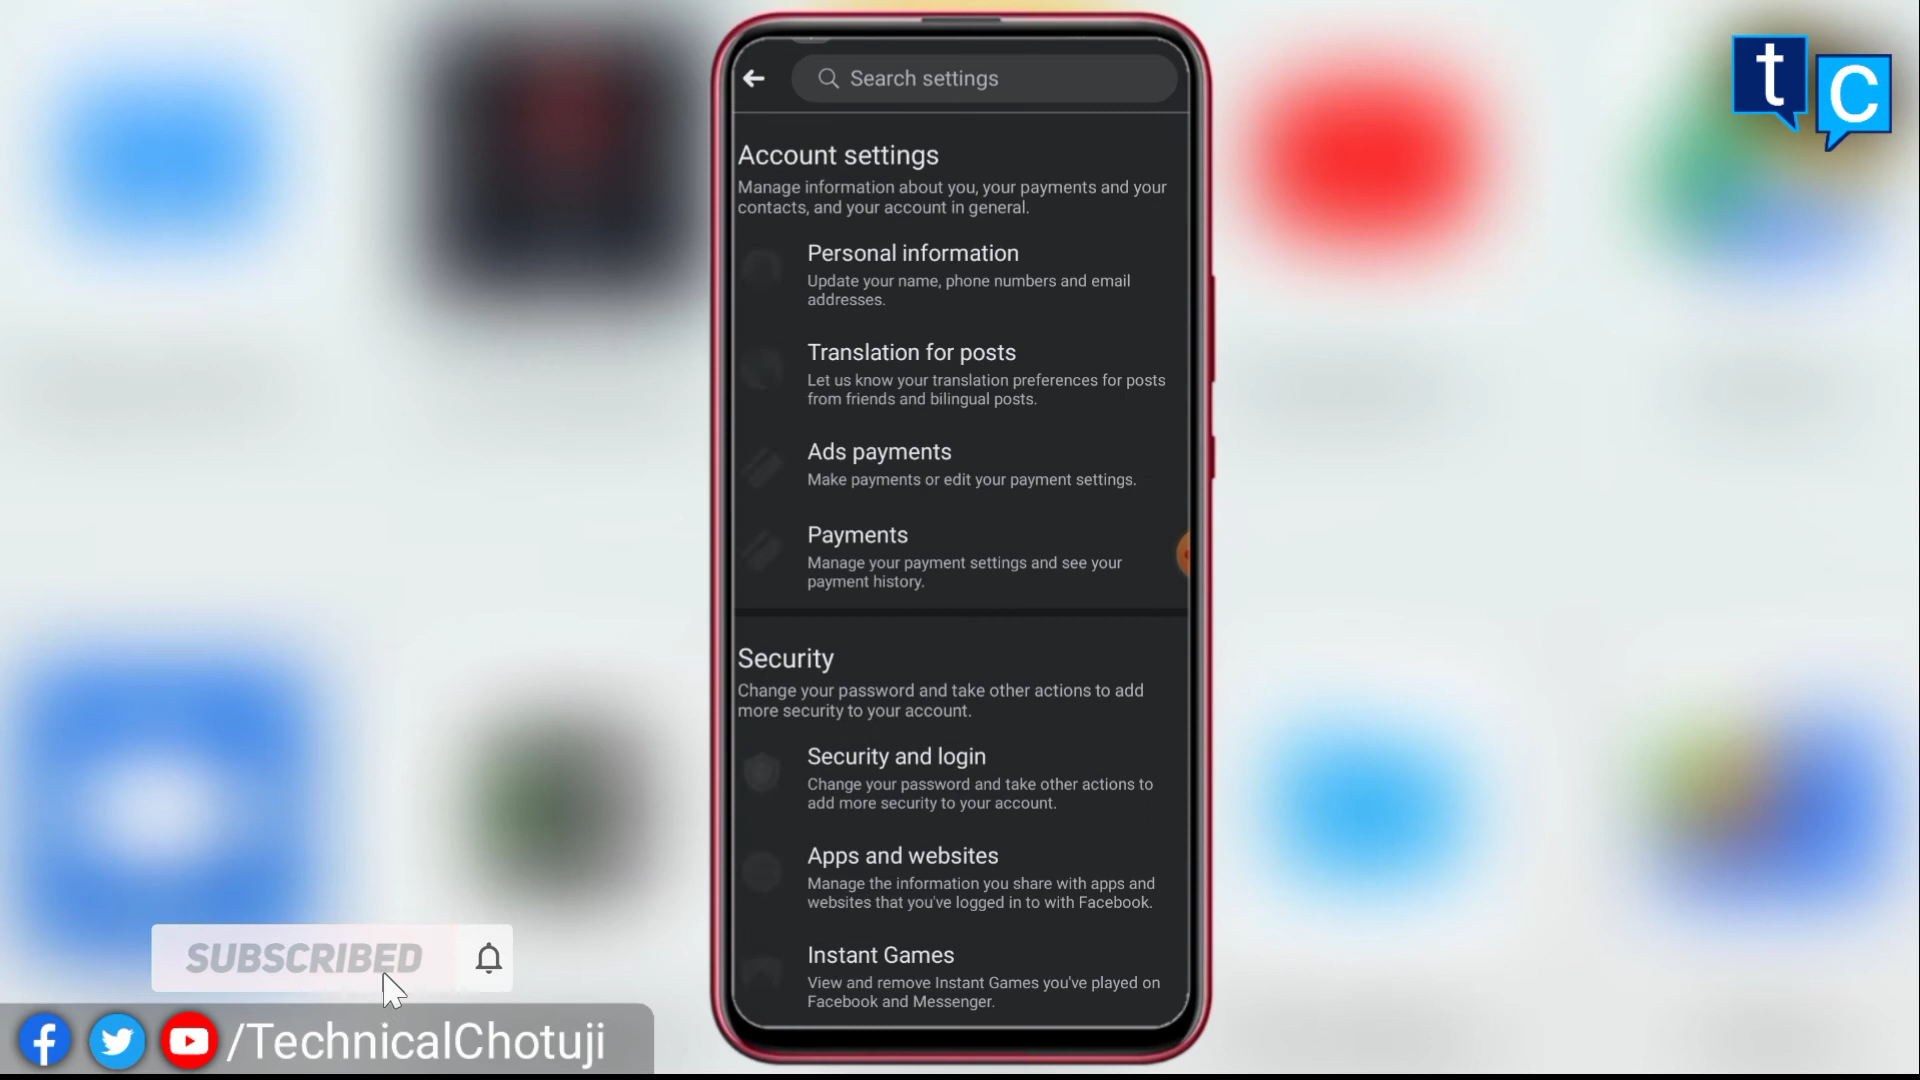 Search settings
Account settings
Manage information about you, your payments and your
contacts, and your account in general.
Personal information
Update your name, phone numbers and email
addresses.
Translation for posts
Let us know your translation preferences for posts
from friends and bilingual posts.
Ads payments
Make payments or edit your payment settings.
Payments
Manage your payment settings and see your
payment history.
Security
Change your password and take other actions to add
more security to your account.
Security and login
Change your password and take other actions to
add more security to your account.
Apps and websites
Manage the information you share with apps and
websites that you've logged in to with Facebook.
Instant Games
View and remove Instant Games you've played on
Facebook and Messenger.
t C
SUBSCRIBED
/TechnicalChotuji